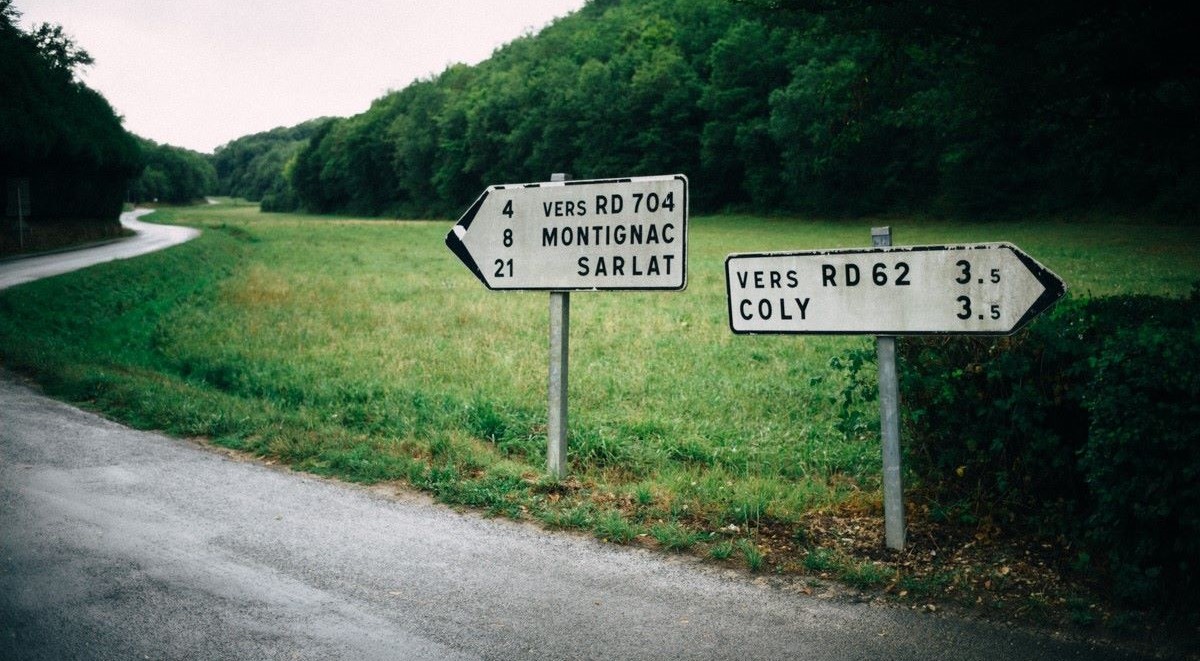 4 VERS RD 704
8 MONTIGNAC
21 SARLAT
VERS RD 62 3.5
COLY 3.5